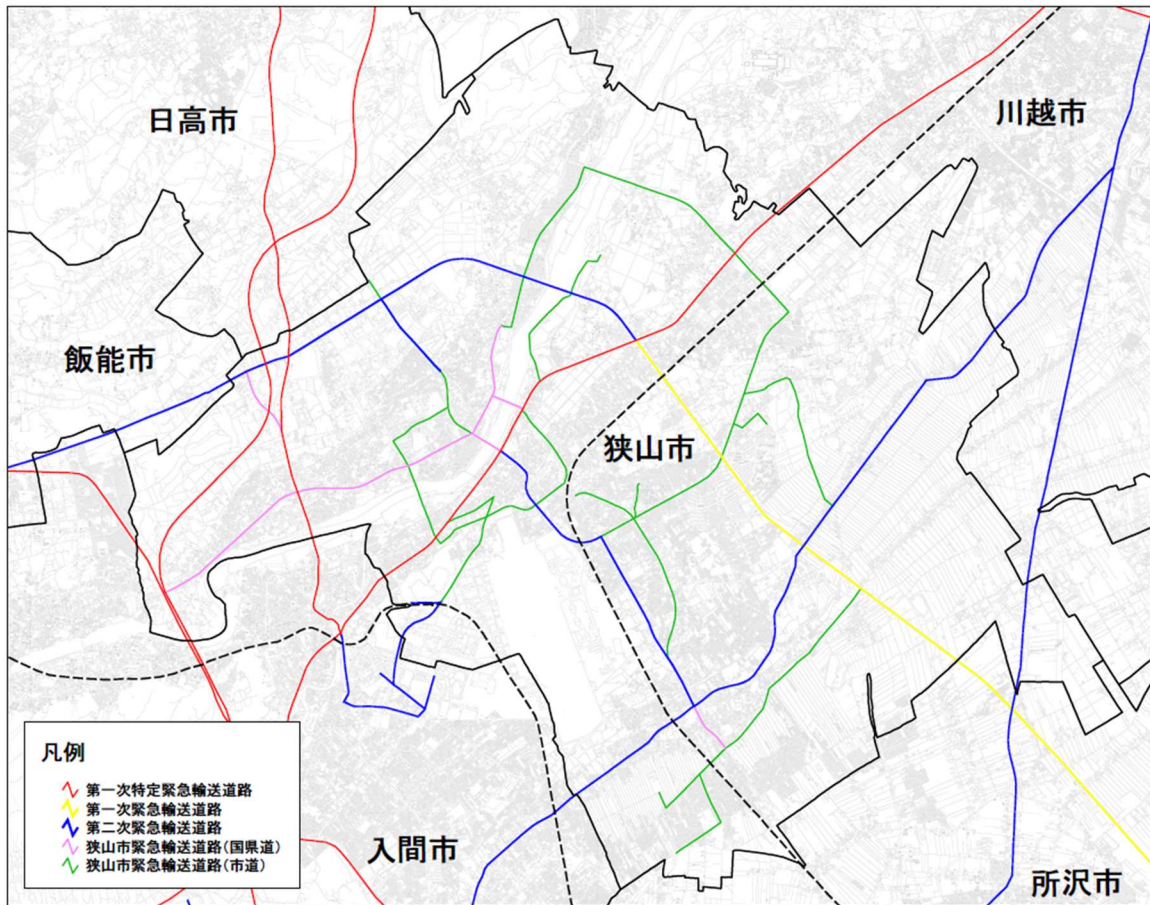 日高市
川越市
飯能市
狭山市
凡例
第一次特定緊急輸送道路
第一次緊急輸送道路
第二次緊急輸送道路
狭山市緊急輸送道路(国県道)
狭山市緊急輸送道路(市道)
入間市
所沢市